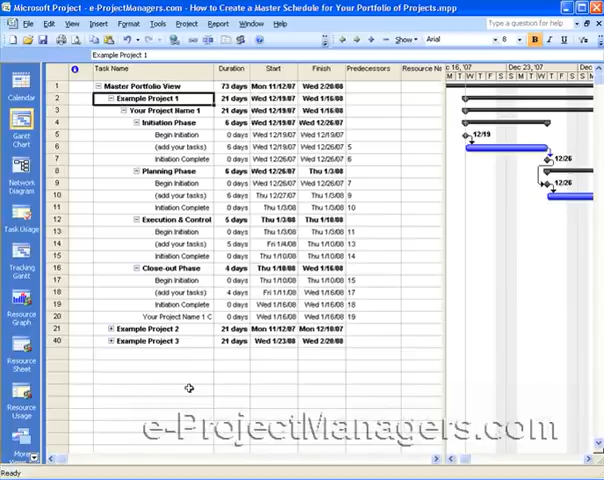 Microsoft Project - e-ProjectManagers.com - How to Create a Master Schedule for Your Portfolio of Projects.mpp
File Edit View Insert Format Tools Project Report Window Help Type a question for help
Show Arial 8 B I U
Example Project 1
Task Name Duration Start Finish Predecessors Resource Na
c 16, '07 Dec 23, '07
1 Master Portfolio View 73 days Mon 11/12/07 Wed 2/20/08
2 Example Project 1 21 days Wed 12/19/07 Wed 1/16/08
3 Your Project Name 1 21 days Wed 12/19/07 Wed 1/16/08
4 Initiation Phase 6 days Wed 12/19/07 Wed 12/26/07
5 Begin Initiation 0 days Wed 12/19/07 Wed 12/19/07 12/19
6 (add your tasks) 6 days Wed 12/19/07 Wed 12/26/07 5
7 Initiation Complete 0 days Wed 12/26/07 Wed 12/26/07 6 12/26
8 Planning Phase 6 days Wed 12/26/07 Thu 1/3/08
9 Begin Initiation 0 days Wed 12/26/07 Wed 12/26/07 7 12/26
10 (add your tasks) 6 days Thu 12/27/07 Thu 1/3/08 9
11 Initiation Complete 0 days Thu 1/3/08 Thu 1/3/08 10
12 Execution & Control 5 days Thu 1/3/08 Thu 1/10/08
13 Begin Initiation 0 days Thu 1/3/08 Thu 1/3/08 11
14 (add your tasks) 5 days Fri 1/4/08 Thu 1/10/08 13
15 Initiation Complete 0 days Thu 1/10/08 Thu 1/10/08 14
16 Close-out Phase 4 days Thu 1/10/08 Wed 1/16/08
17 Begin Initiation 0 days Thu 1/10/08 Thu 1/10/08 15
18 (add your tasks) 4 days Fri 1/11/08 Wed 1/16/08 17
19 Initiation Complete 0 days Wed 1/16/08 Wed 1/16/08 18
20 Your Project Name 1 C 0 days Wed 1/16/08 Wed 1/16/08 19
21 Example Project 2 21 days Mon 11/12/07 Mon 12/10/07
40 Example Project 3 21 days Wed 1/23/08 Wed 2/20/08
Calendar
Gantt
Chart
Network
Diagram
Task Usage
Tracking
Gantt
Resource
Graph
Resource
Sheet
Resource
Usage
More
e-ProjectManagers.com
Ready